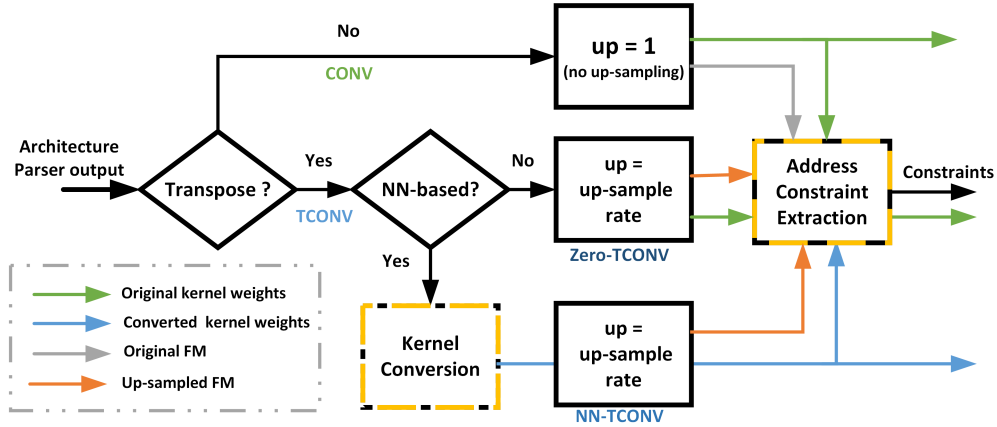 No
CONV
up = 1
(no up-sampling)
Architecture
Parser output
Transpose ?
Yes
TCONV
NN-based?
No
up =
up-sample
rate
Zero-TCONV
Address
Constraint
Extraction
Constraints
Yes
Original kernel weights
Converted kernel weights
Original FM
Up-sampled FM
Kernel
Conversion
up =
up-sample
rate
NN-TCONV